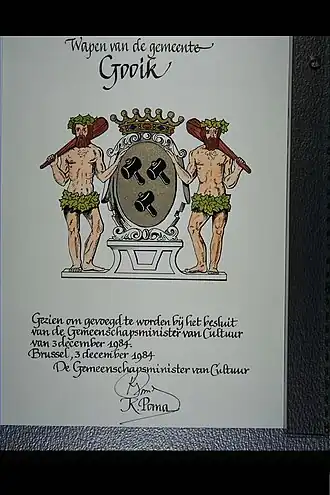 Wapen van de gemeente
Gooik
Gezien om gevoegd te worden bij het besluit
van de Gemeenschapsminister van Cultuur
van 3 december 1984.
Brussel, 3 december 1984
De Gemeenschapsminister van Cultuur
K. Poma